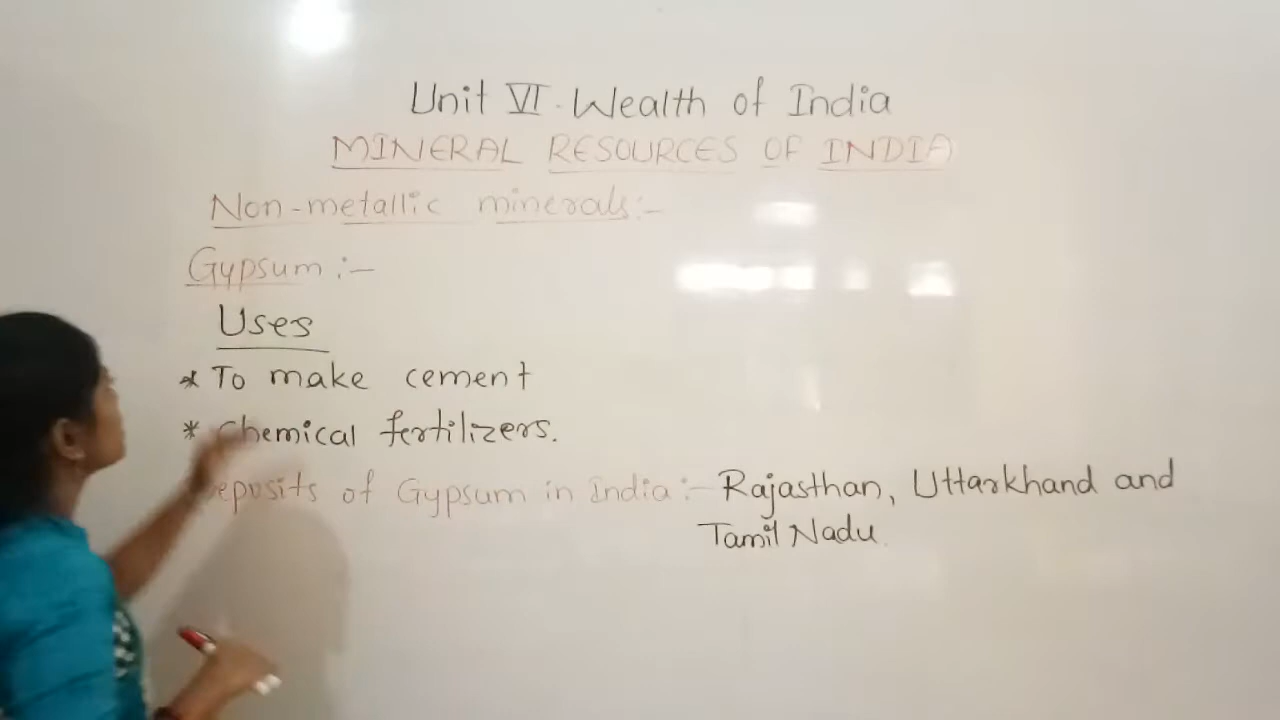 Unit VI. Wealth of India
MINERAL RESOURCES OF INDIA
Non-metallic minerals:-
Gypsum :-
Uses
* To make cement
* Chemical fertilizers.
eposits of Gypsum in India :- Rajasthan, Uttarkhand and
Tamil Nadu.